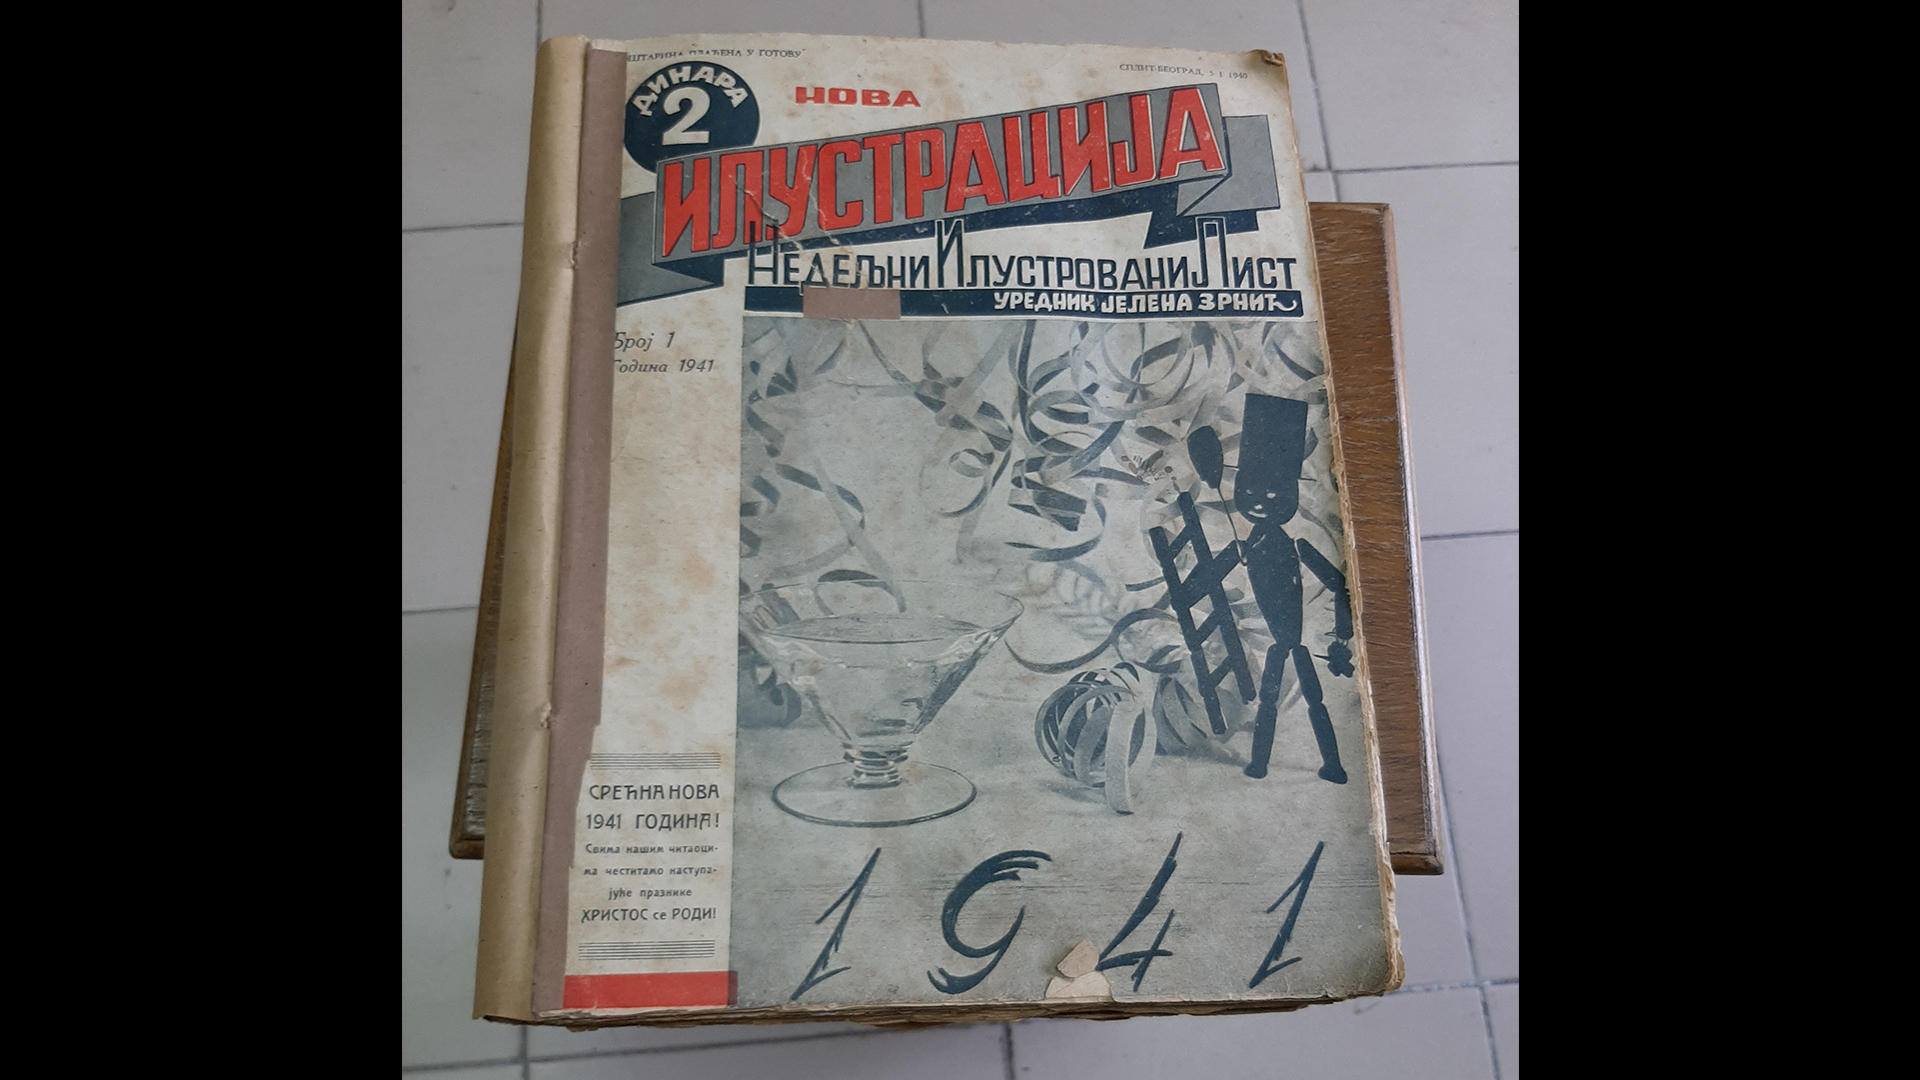 ПЛАЋЕНА У ГОТОВУ
СПЛИТ-БЕОГРАД, 5 1 1940
ДИНАРА
2
НОВА
ИЛУСТРАЦИЈА
НЕДЕЉНИ ИЛУСТРОВАНИ ЛИСТ
УРЕДНИК ЈЕЛЕНА ЗРНИЋ
Број 1
Година 1941
СРЕЋНА НОВА
1941 ГОДИНА!
Свима нашим читаоци-
ма честитамо наступа-
јуће празнике
ХРИСТОС се РОДИ!
1941